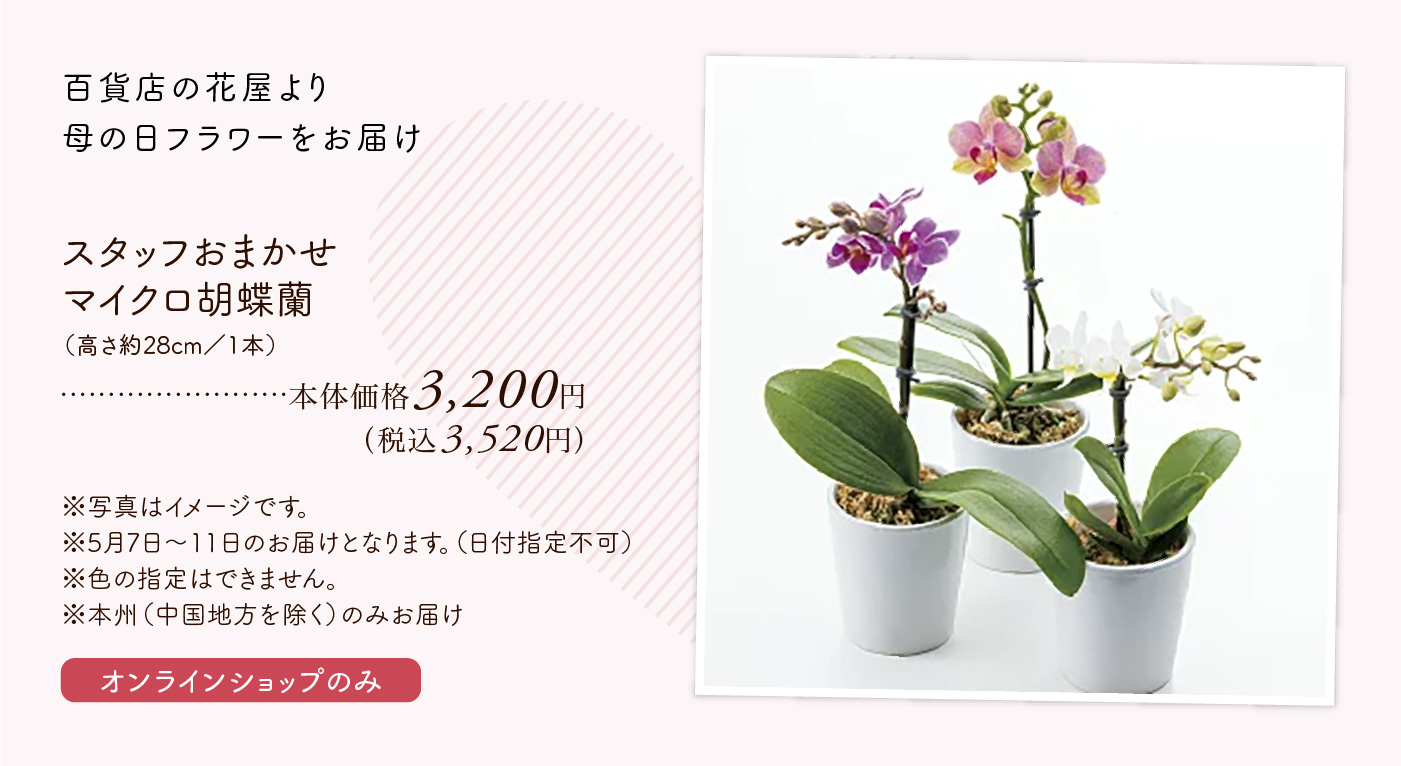 百貨店の花屋より
母の日フラワーをお届け
スタッフおまかせ
マイクロ胡蝶蘭
（高さ約28cm／1本）
……………………本体価格3,200円
（税込3,520円）
※写真はイメージです。
※5月7日〜11日のお届けとなります。（日付指定不可）
※色の指定はできません。
※本州（中国地方を除く）のみお届け
オンラインショップのみ